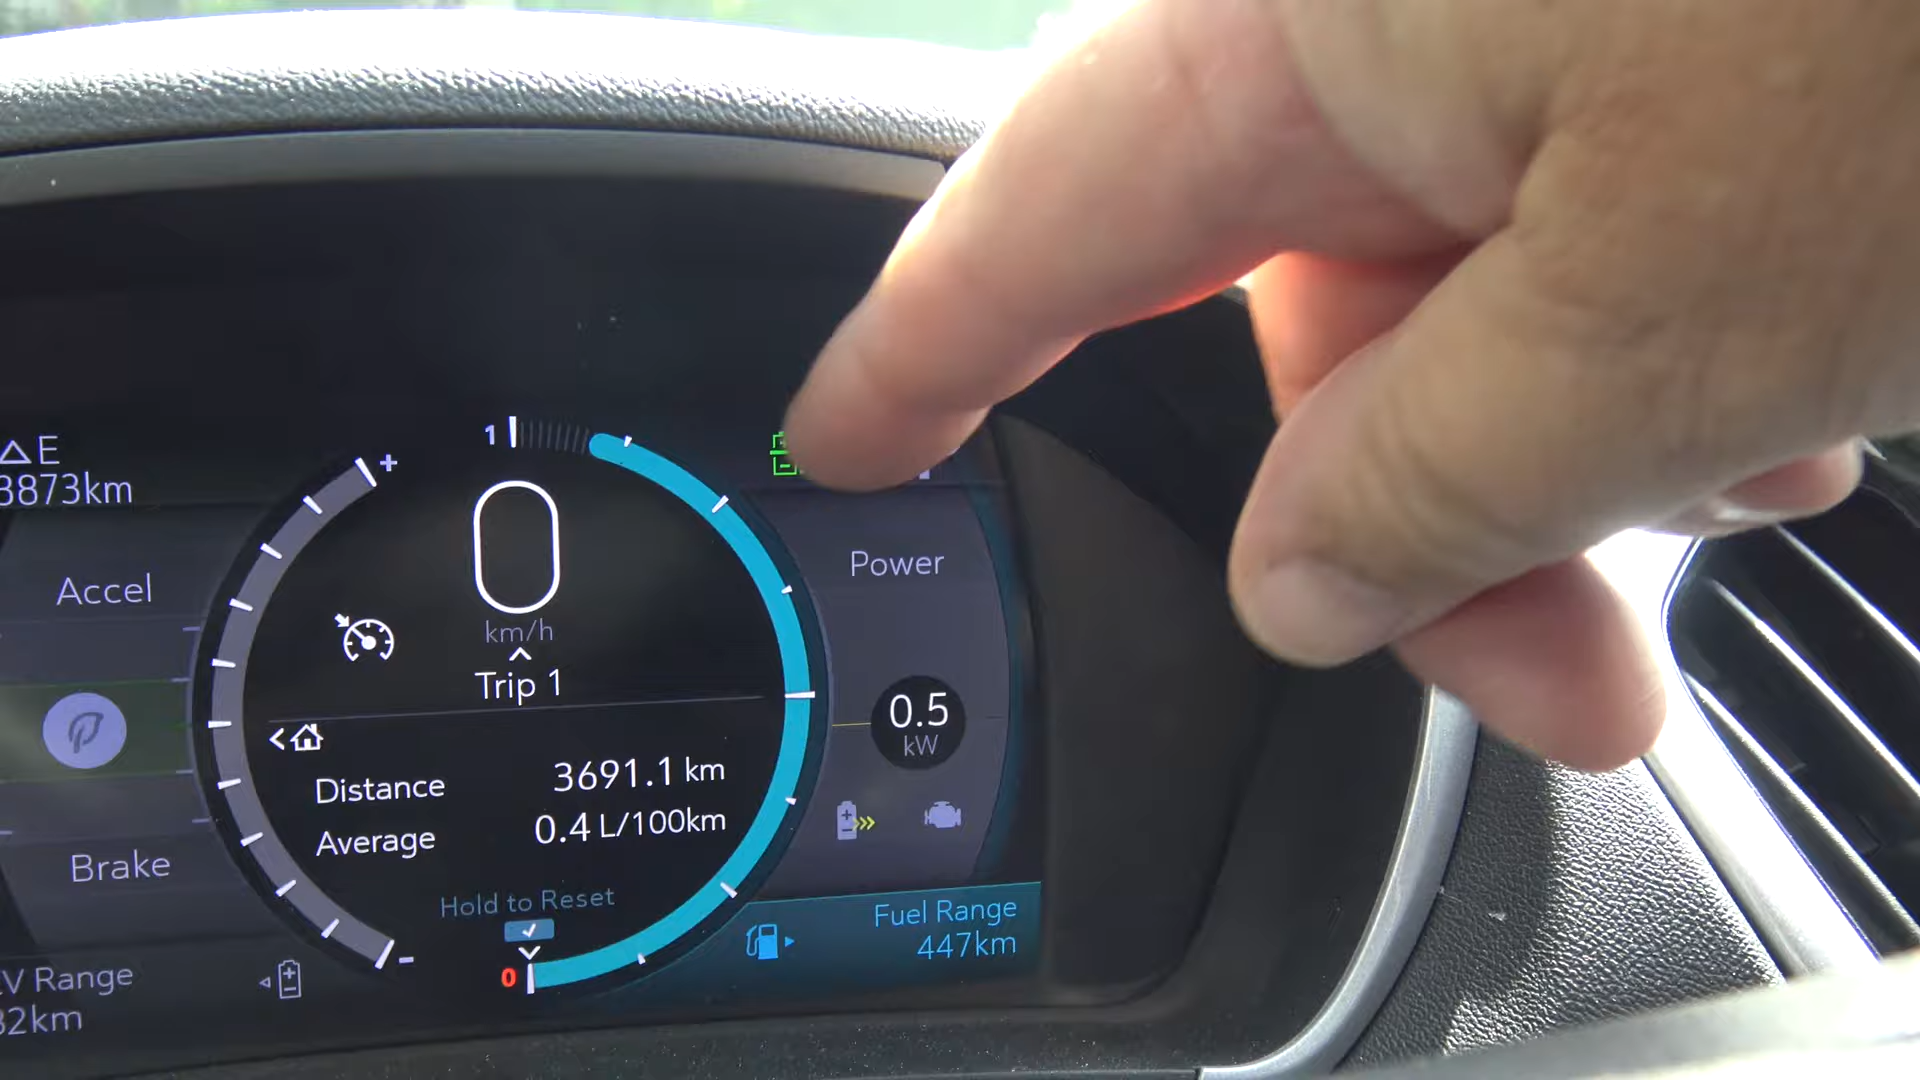 E
3873km
1
+
0
km/h
Trip 1
Accel
Power
0.5
kW
Distance 3691.1 km
Average 0.4 L/100km
Brake
Hold to Reset
0
-
Fuel Range
447km
V Range
32km